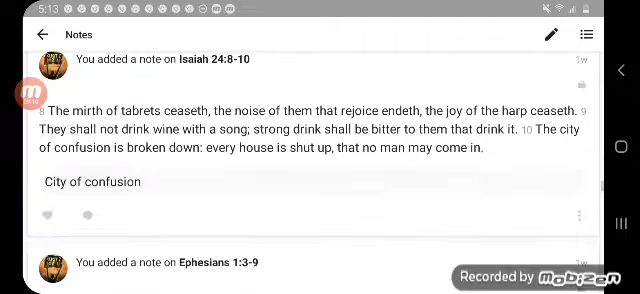 5:13
Notes
You added a note on Isaiah 24:8-10
1w
8 The mirth of tabrets ceaseth, the noise of them that rejoice endeth, the joy of the harp ceaseth. 9
They shall not drink wine with a song; strong drink shall be bitter to them that drink it. 10 The city
of confusion is broken down: every house is shut up, that no man may come in.
City of confusion
You added a note on Ephesians 1:3-9
1w
Recorded by mobizen